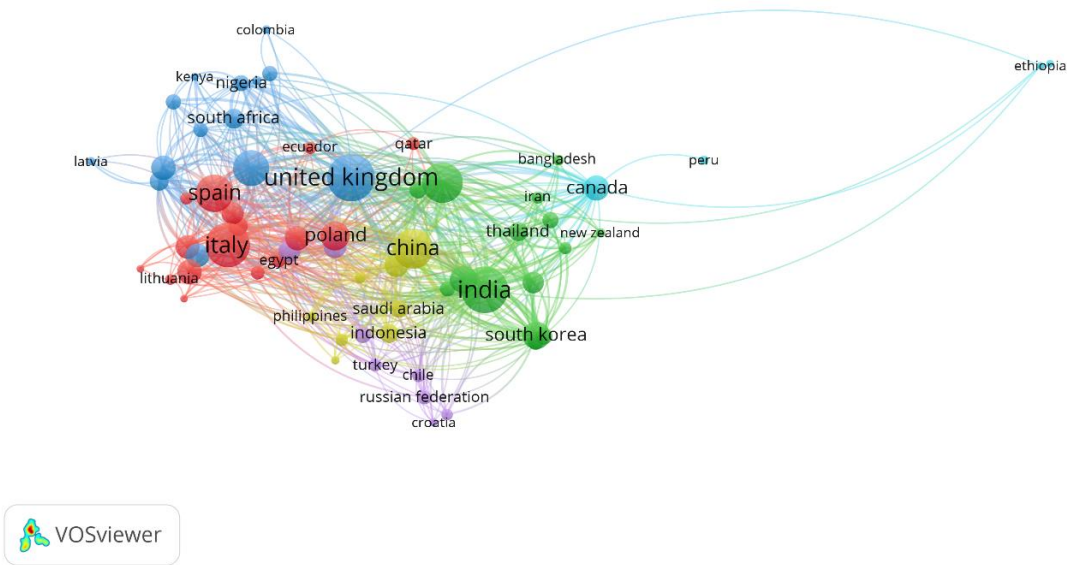 colombia
ethiopia
kenya
nigeria
south africa
ecuador
qatar
latvia
bangladesh
peru
united kingdom
canada
spain
iran
thailand
new zealand
poland
italy
china
egypt
lithuania
india
saudi arabia
philippines
indonesia
south korea
turkey
chile
russian federation
croatia
VOSviewer